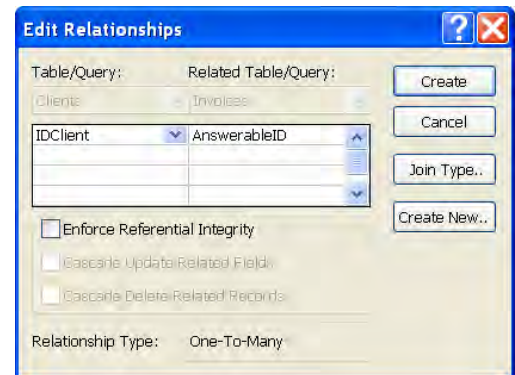 Edit Relationships
Table/Query: Related Table/Query:
Clients Invoices
IDClient AnswerableID
Enforce Referential Integrity
Cascade Update Related Fields
Cascade Delete Related Records
Relationship Type: One-To-Many
Create
Cancel
Join Type..
Create New..